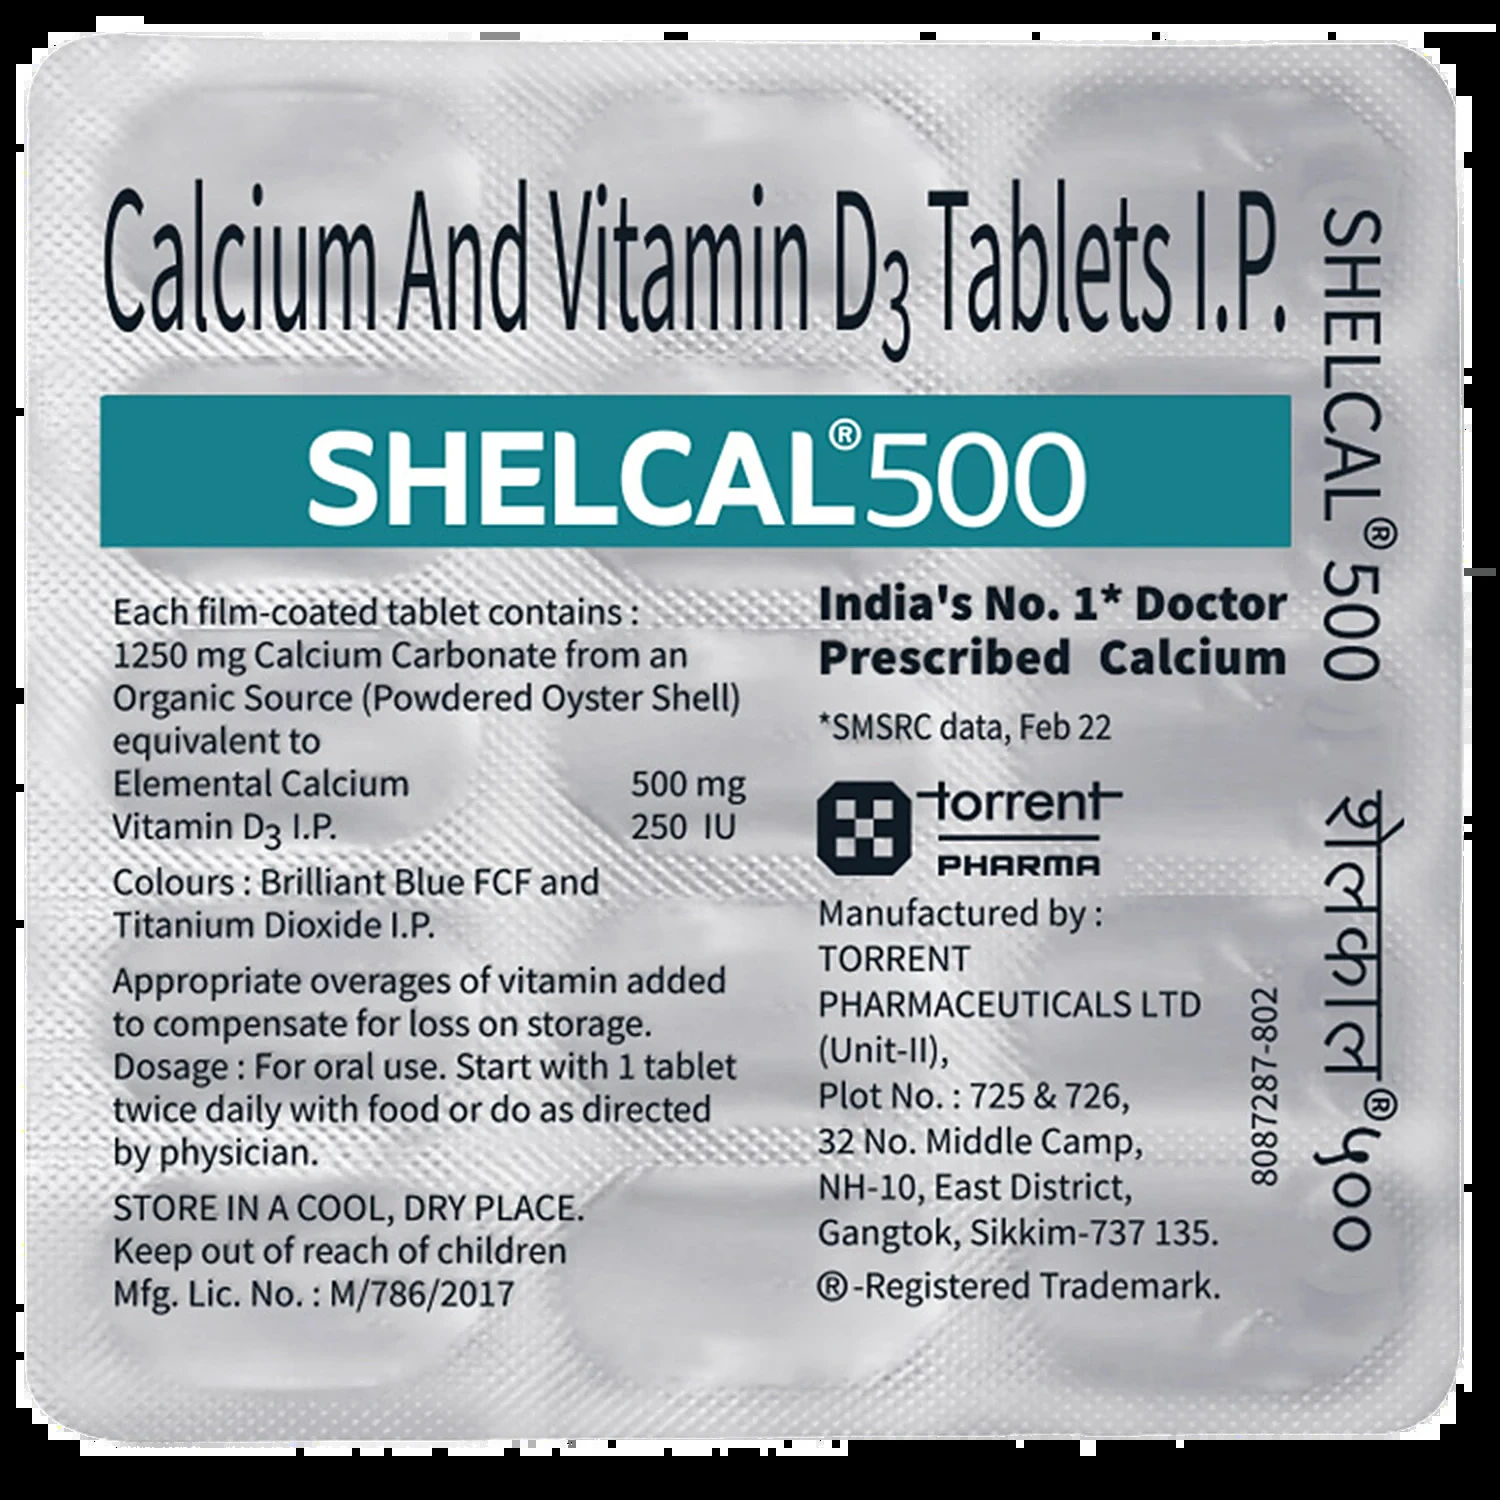 Calcium And Vitamin D3 Tablets I.P.
SHELCAL®500
Each film-coated tablet contains :
1250 mg Calcium Carbonate from an
Organic Source (Powdered Oyster Shell)
equivalent to
Elemental Calcium 500 mg
Vitamin D3 I.P. 250 IU
Colours : Brilliant Blue FCF and
Titanium Dioxide I.P.
Appropriate overages of vitamin added
to compensate for loss on storage.
Dosage : For oral use. Start with 1 tablet
twice daily with food or do as directed
by physician.
STORE IN A COOL, DRY PLACE.
Keep out of reach of children
Mfg. Lic. No. : M/786/2017
India's No. 1* Doctor
Prescribed Calcium
*SMSRC data, Feb 22
torrent
PHARMA
Manufactured by :
TORRENT
PHARMACEUTICALS LTD
(Unit-II),
Plot No. : 725 & 726,
32 No. Middle Camp,
NH-10, East District,
Gangtok, Sikkim-737 135.
®-Registered Trademark.
8087287-802
SHELCAL® 500
शेलकाल® ५००